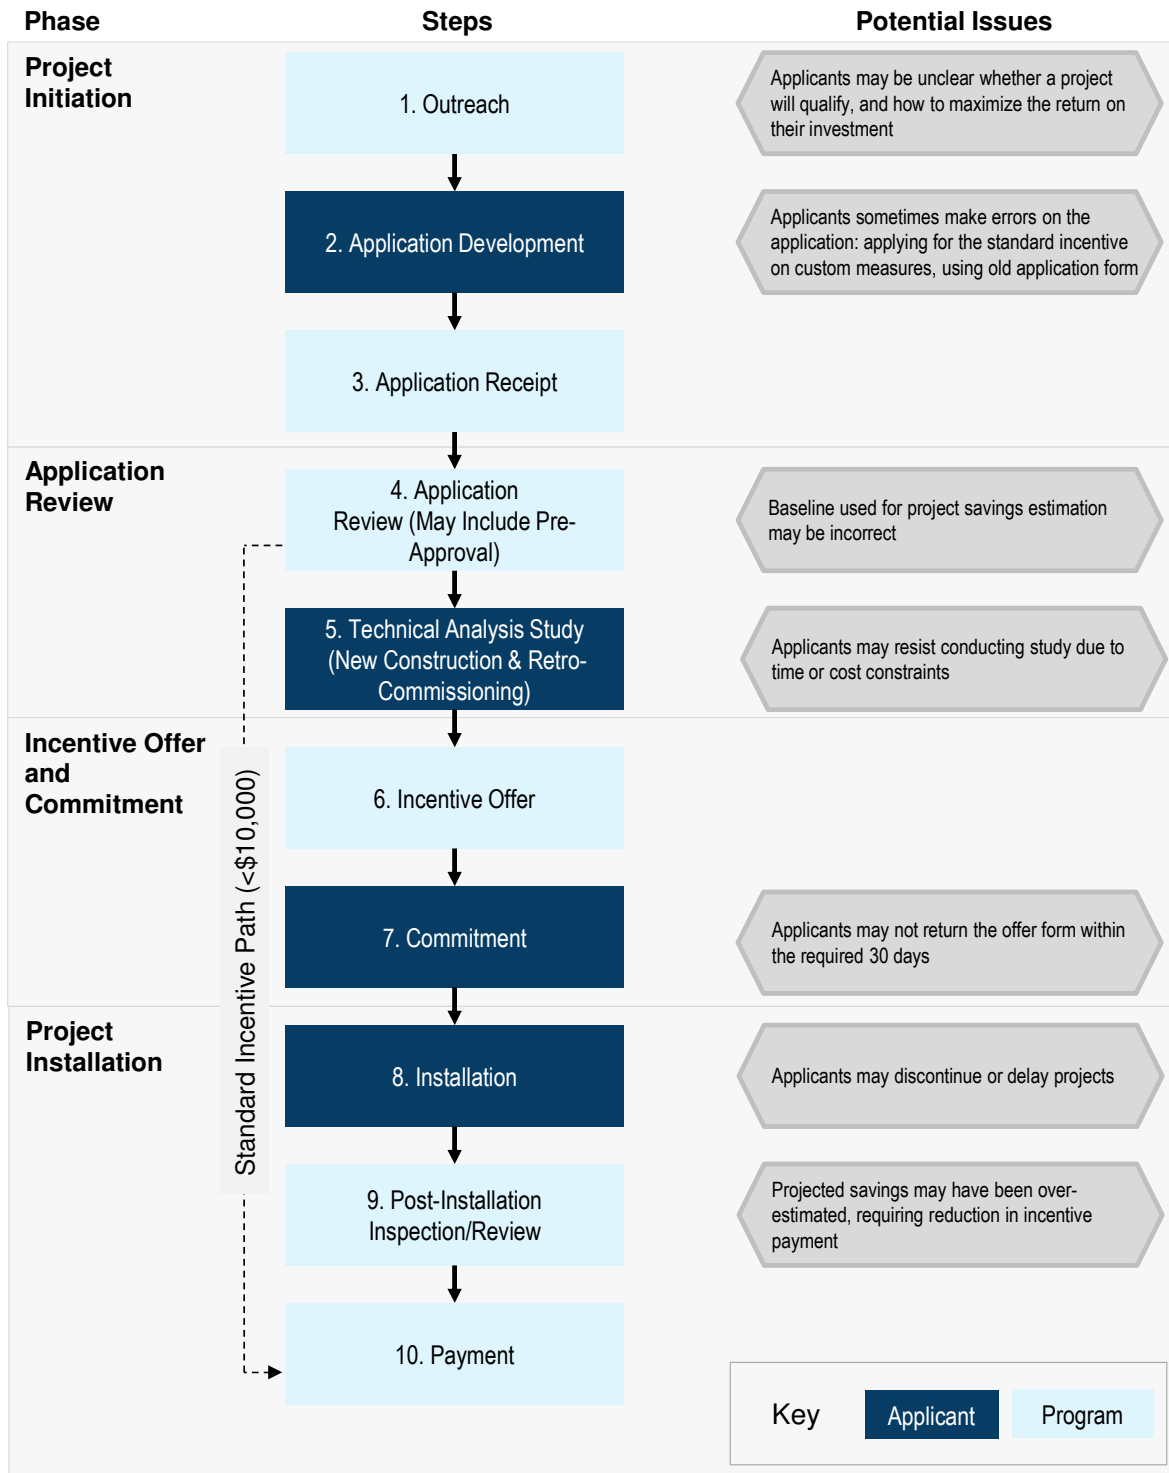 Phase
Steps
Potential Issues
Project
Initiation
1. Outreach
Applicants may be unclear whether a project
will qualify, and how to maximize the return on
their investment
2. Application Development
Applicants sometimes make errors on the
application: applying for the standard incentive
on custom measures, using old application form
3. Application Receipt
Application
Review
4. Application
Review (May Include Pre-
Approval)
Baseline used for project savings estimation
may be incorrect
5. Technical Analysis Study
(New Construction & Retro-
Commissioning)
Applicants may resist conducting study due to
time or cost constraints
Incentive Offer
and
Commitment
Standard Incentive Path (<$10,000)
6. Incentive Offer
7. Commitment
Applicants may not return the offer form within
the required 30 days
Project
Installation
8. Installation
Applicants may discontinue or delay projects
9. Post-Installation
Inspection/Review
Projected savings may have been over-
estimated, requiring reduction in incentive
payment
10. Payment
Key
Applicant
Program